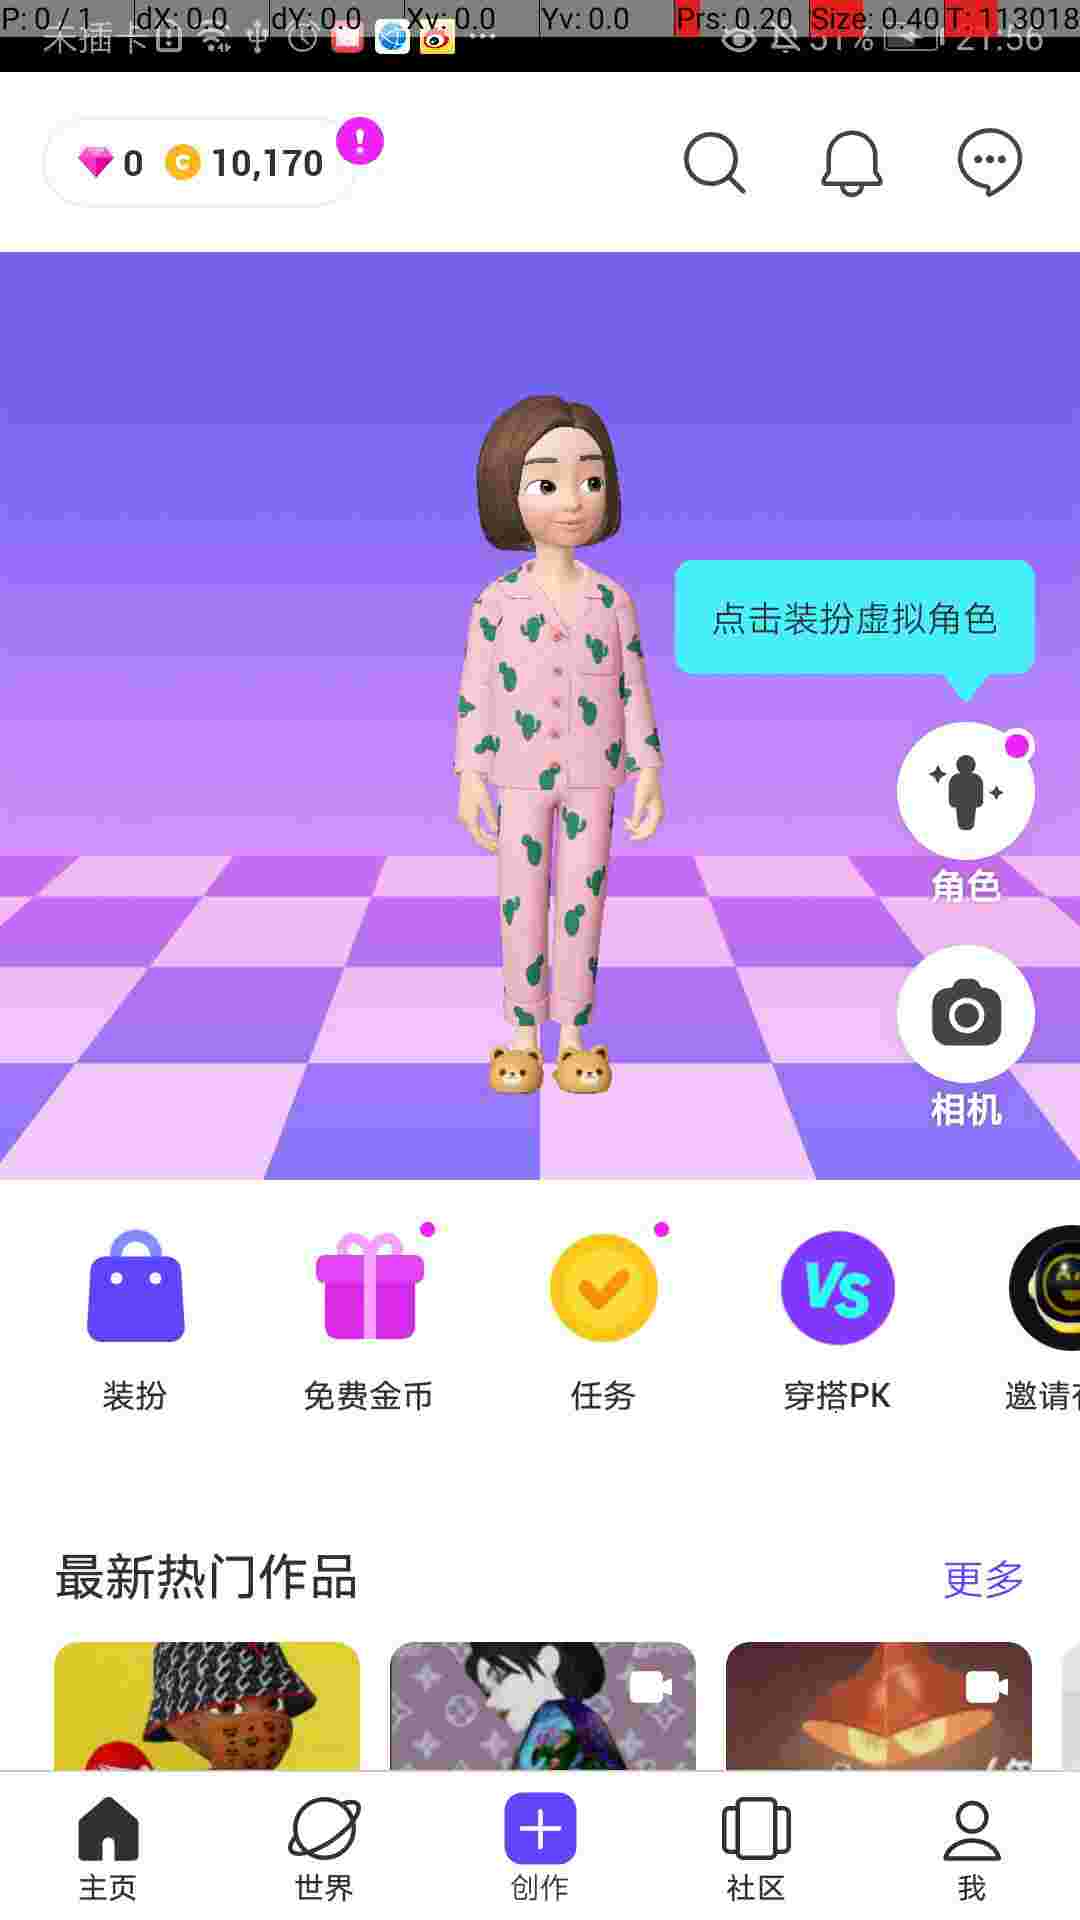 P: 0 / 1 dX: 0.0 dY: 0.0 Xv: 0.0 Yv: 0.0 Prs: 0.20 Size: 0.40 T: 113018
未插卡 51% 21:56
0 C 10,170 !
点击装扮虚拟角色
角色
相机
VS
装扮 免费金币 任务 穿搭PK 邀请
最新热门作品 更多
主页 世界 创作 社区 我